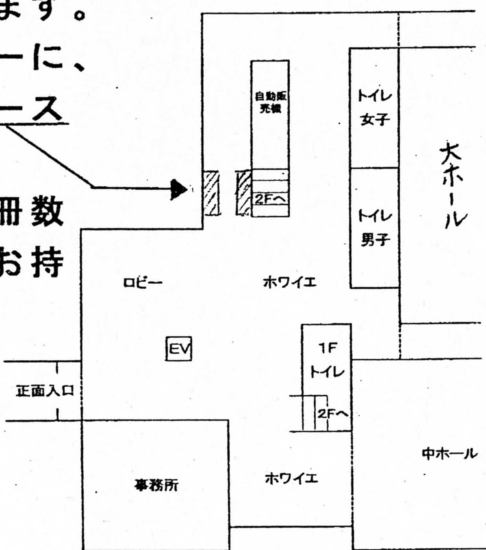 ます。
ーに、
ース
冊数
お持
自動販
売機
2Fへ
トイレ
女子
トイレ
男子
大ホール
ロビー
ホワイエ
EV
1F
トイレ
2Fへ
正面入口
事務所
ホワイエ
中ホール